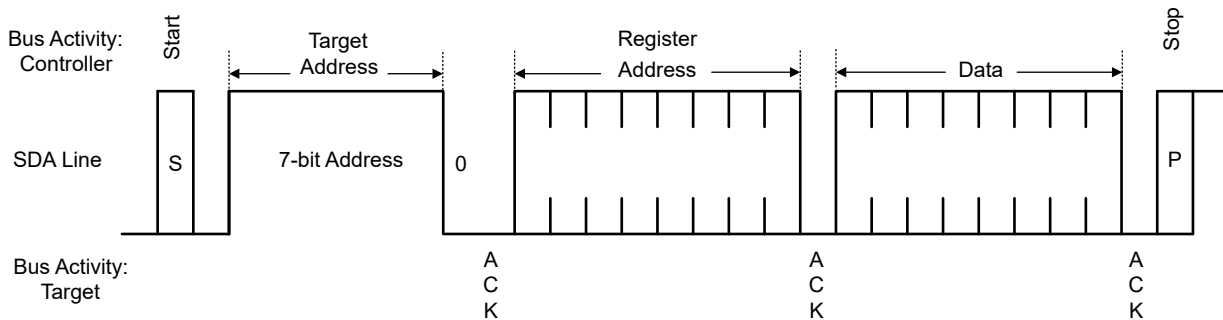 Bus Activity:
Controller
Start
Target
Address
Register
Address
Data
Stop
SDA Line
S
7-bit Address
0
P
Bus Activity:
Target
A
C
K
A
C
K
A
C
K